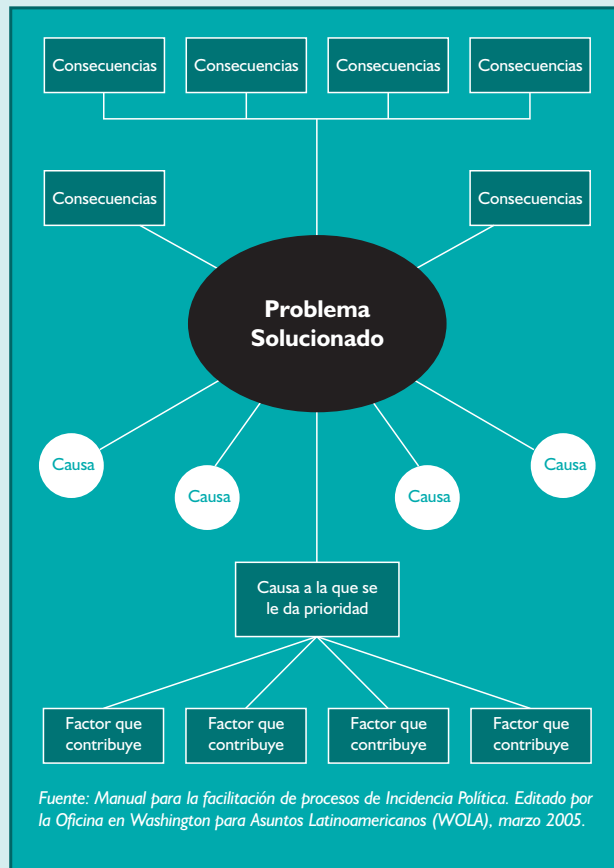 Consecuencias
Consecuencias
Consecuencias
Consecuencias
Consecuencias
Consecuencias
Problema
Solucionado
Causa
Causa
Causa
Causa
Causa a la que se
le da prioridad
Factor que
contribuye
Factor que
contribuye
Factor que
contribuye
Factor que
contribuye
Fuente: Manual para la facilitación de procesos de Incidencia Política. Editado por
la Oficina en Washington para Asuntos Latinoamericanos (WOLA), marzo 2005.